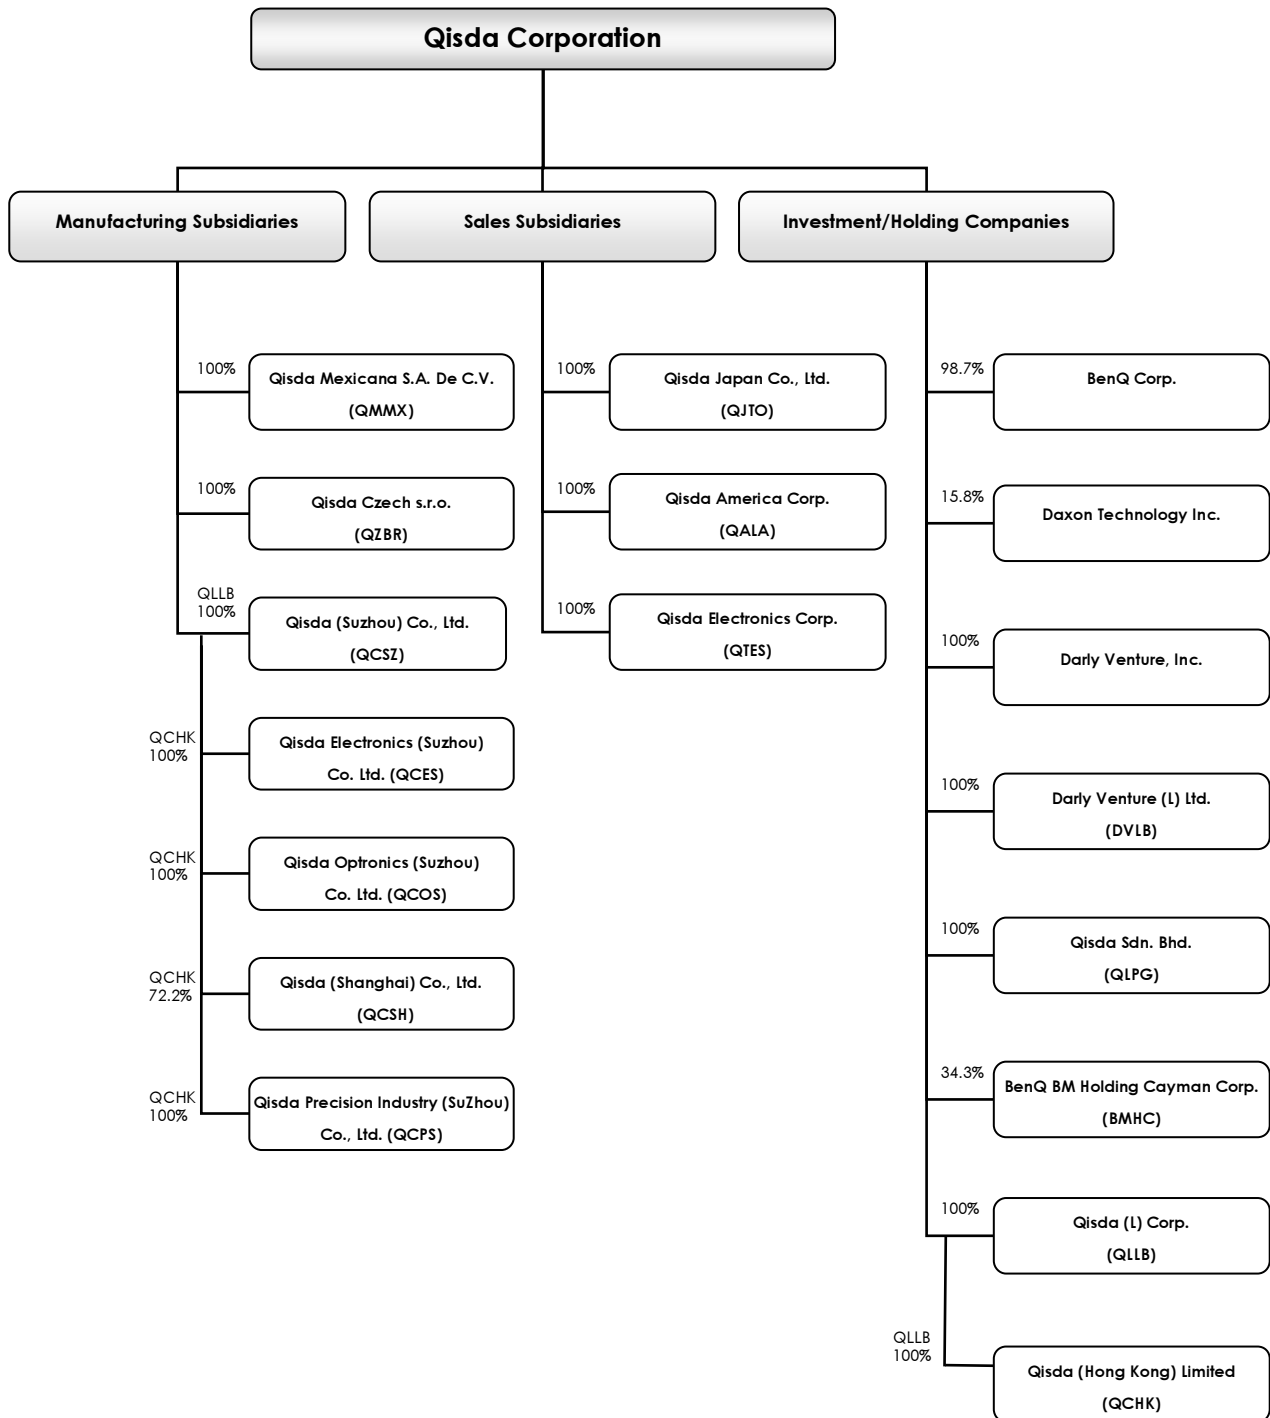 Qisda Corporation
Manufacturing Subsidiaries
Sales Subsidiaries
Investment/Holding Companies
100%
Qisda Mexicana S.A. De C.V.
(QMMX)
100%
Qisda Czech s.r.o.
(QZBR)
QLLB
100%
Qisda (Suzhou) Co., Ltd.
(QCSZ)
QCHK
100%
Qisda Electronics (Suzhou)
Co. Ltd. (QCES)
QCHK
100%
Qisda Optronics (Suzhou)
Co. Ltd. (QCOS)
QCHK
72.2%
Qisda (Shanghai) Co., Ltd.
(QCSH)
QCHK
100%
Qisda Precision Industry (SuZhou)
Co., Ltd. (QCPS)
100%
Qisda Japan Co., Ltd.
(QJTO)
100%
Qisda America Corp.
(QALA)
100%
Qisda Electronics Corp.
(QTES)
98.7%
BenQ Corp.
15.8%
Daxon Technology Inc.
100%
Darly Venture, Inc.
100%
Darly Venture (L) Ltd.
(DVLB)
100%
Qisda Sdn. Bhd.
(QLPG)
34.3%
BenQ BM Holding Cayman Corp.
(BMHC)
100%
Qisda (L) Corp.
(QLLB)
QLLB
100%
Qisda (Hong Kong) Limited
(QCHK)